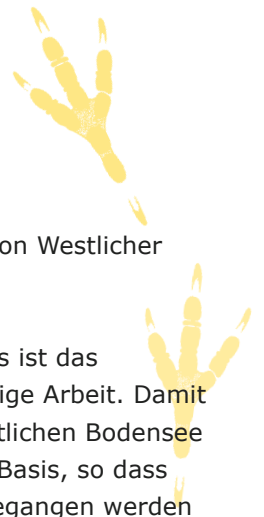 on Westlicher
s ist das
ige Arbeit. Damit
tlichen Bodensee
Basis, so dass
egangen werden